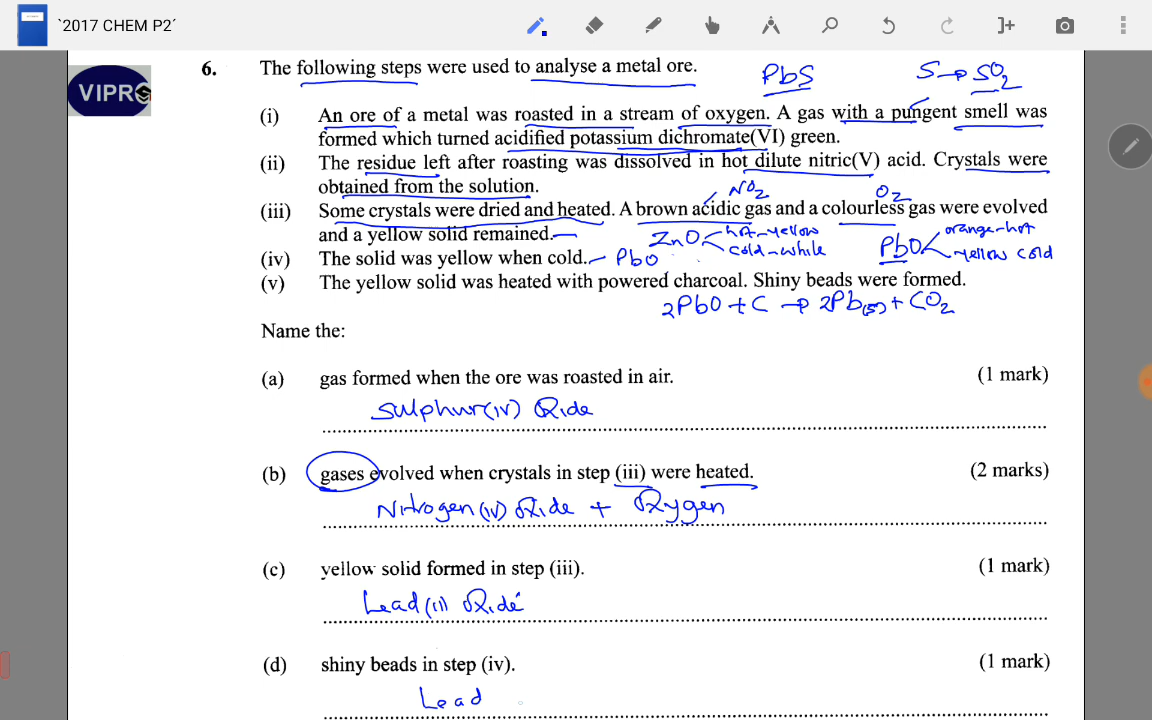 `2017 CHEM P2´
VIPRO
6. The following steps were used to analyse a metal ore.
PbS S→SO2
(i) An ore of a metal was roasted in a stream of oxygen. A gas with a pungent smell was
formed which turned acidified potassium dichromate(VI) green.
(ii) The residue left after roasting was dissolved in hot dilute nitric(V) acid. Crystals were
obtained from the solution.
NO2 O2
(iii) Some crystals were dried and heated. A brown acidic gas and a colourless gas were evolved
and a yellow solid remained.
ZnO hot-yellow PbO orange-hot
cold-while yellow cold
(iv) The solid was yellow when cold. PbO
(v) The yellow solid was heated with powered charcoal. Shiny beads were formed.
2PbO + C → 2Pb(s) + CO2
Name the:
(a) gas formed when the ore was roasted in air. (1 mark)
Sulphur(iv) Oxide
(b) gases evolved when crystals in step (iii) were heated. (2 marks)
Nitrogen(iv) Oxide + Oxygen
(c) yellow solid formed in step (iii). (1 mark)
Lead(ii) Oxide
(d) shiny beads in step (iv). (1 mark)
Lead